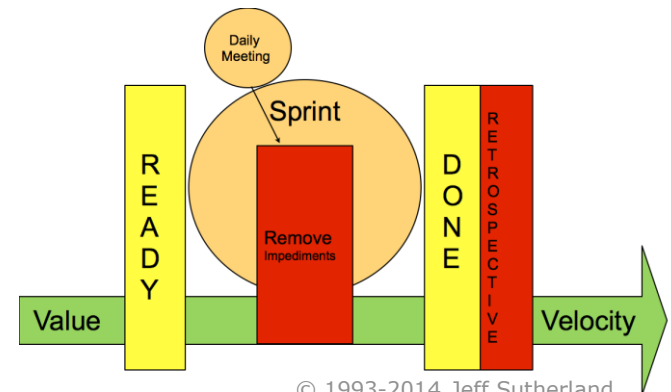 Daily
Meeting
Sprint
READY
Remove
Impediments
DONE
RETROSPECTIVE
Value
Velocity
© 1993-2014 Jeff Sutherland